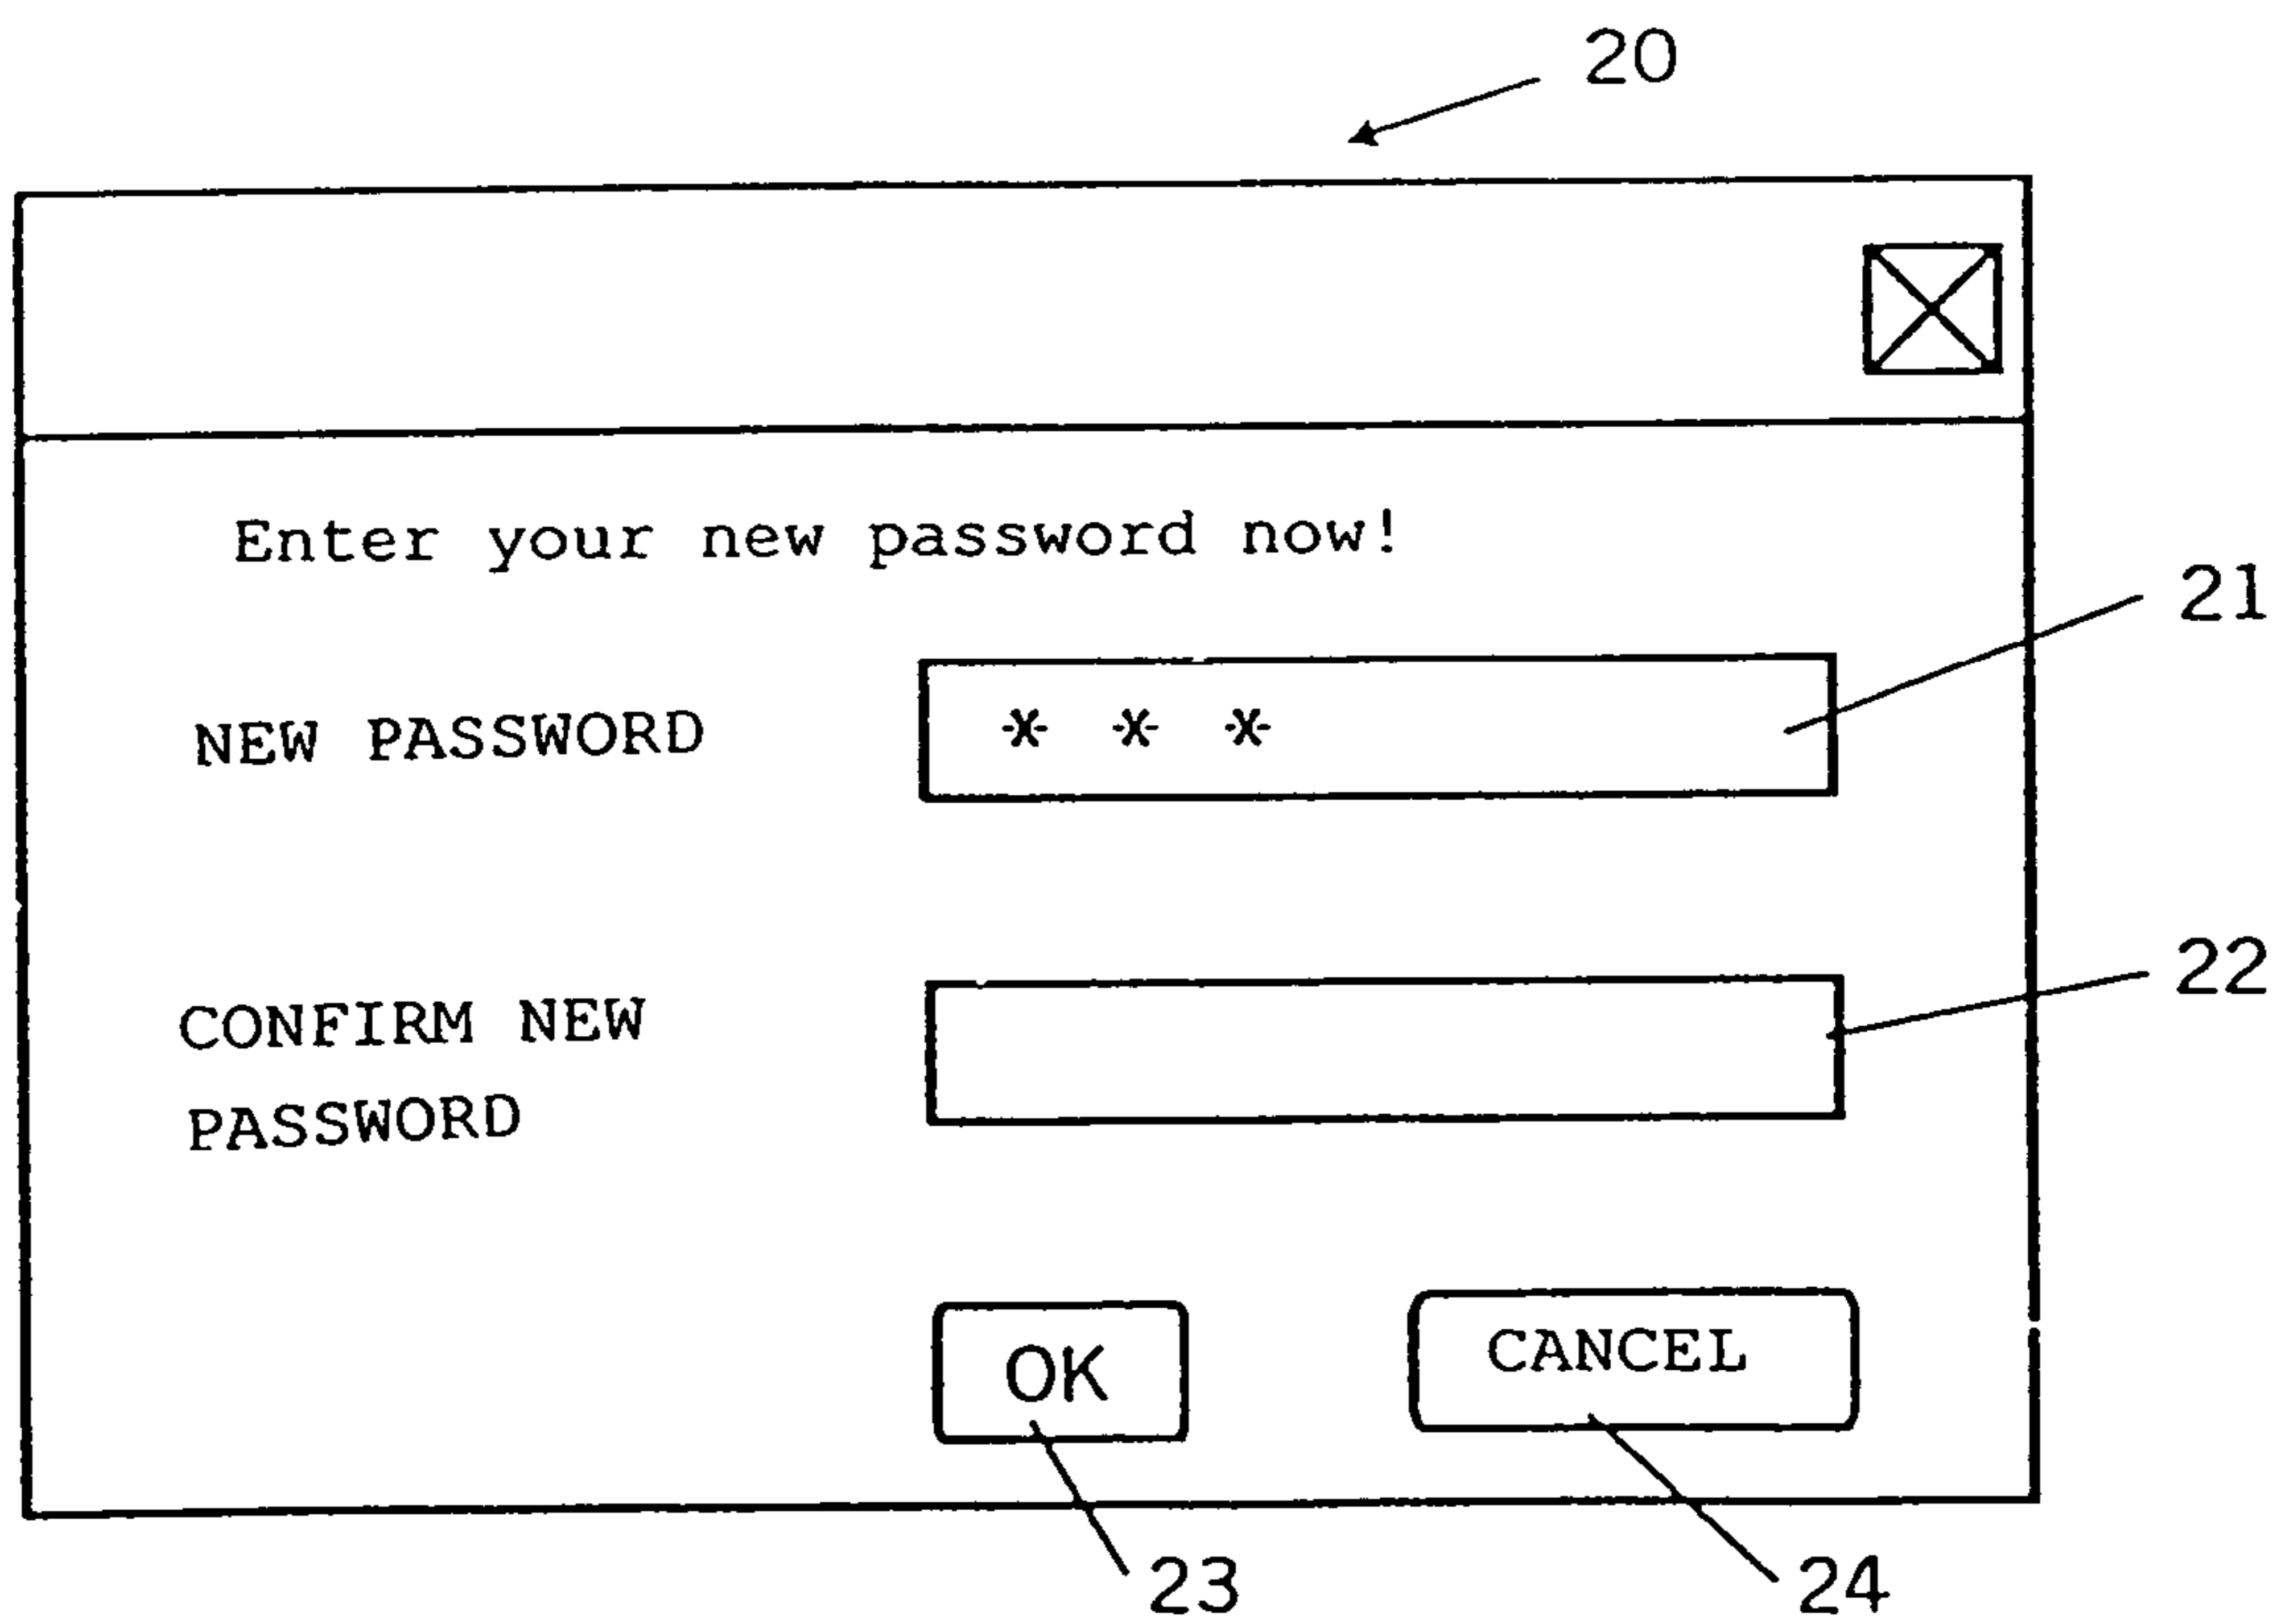 20
Enter your new password now!
21
NEW PASSWORD * * *
22
CONFIRM NEW
PASSWORD
OK CANCEL
23 24